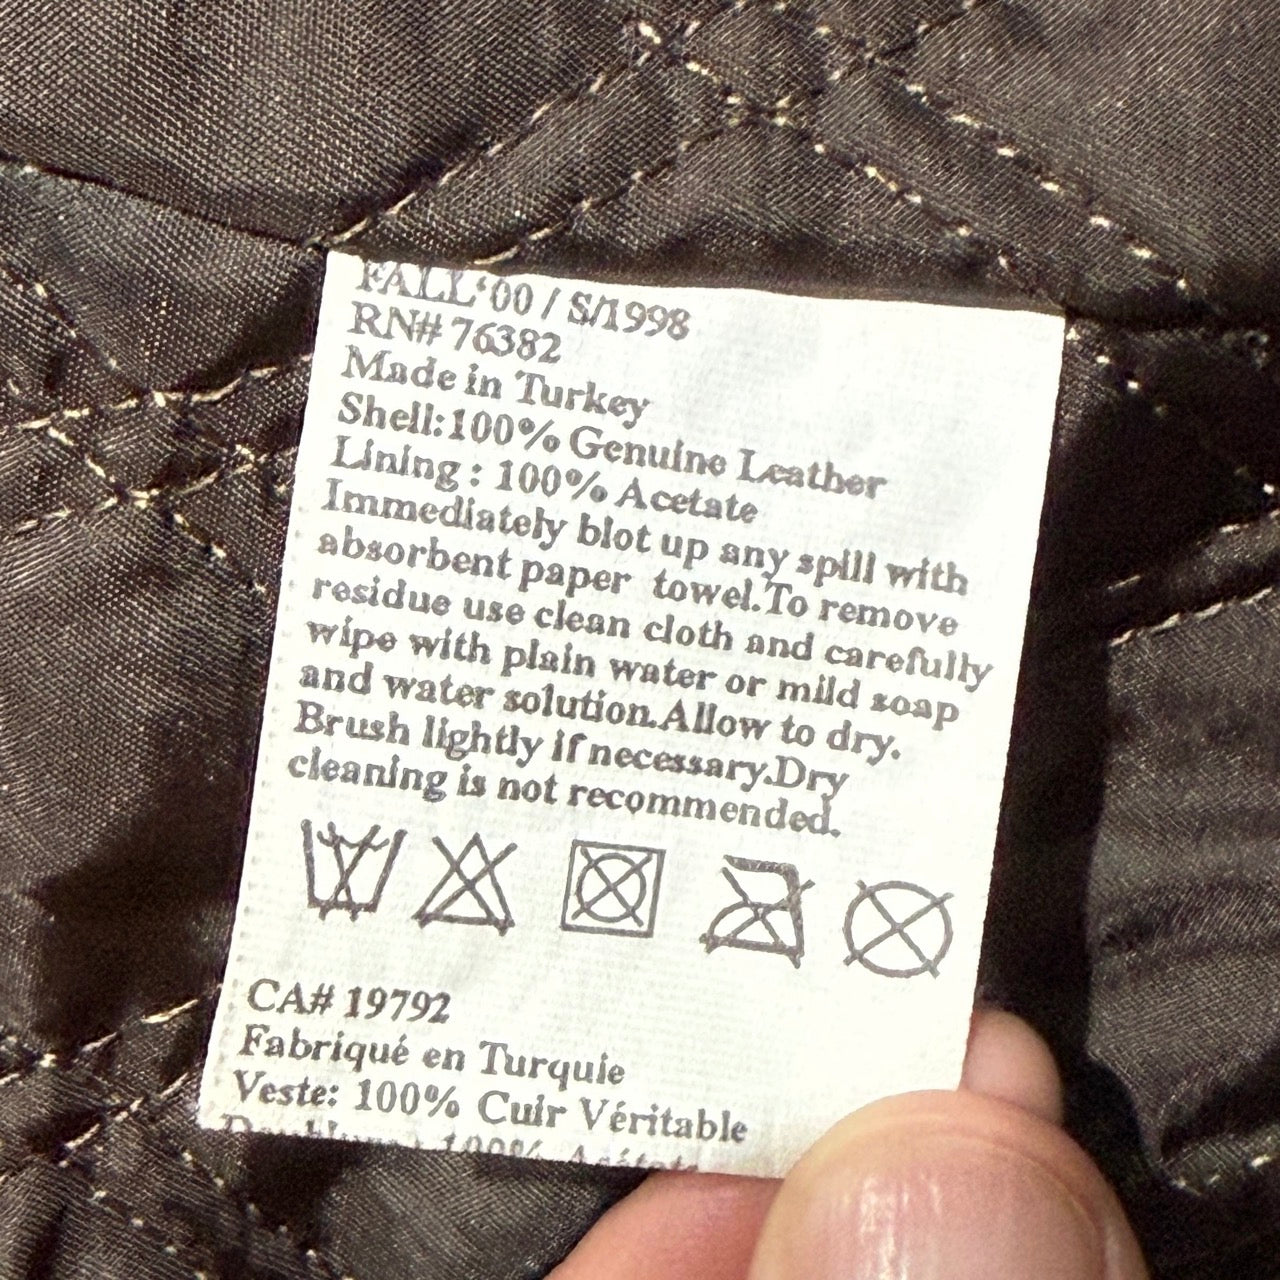 FALL‘00 / S/1998
RN# 76382
Made in Turkey
Shell:100% Genuine Leather
Lining : 100% Acetate
Immediately blot up any spill with
absorbent paper towel.To remove
residue use clean cloth and carefully
wipe with plain water or mild soap
and water solution.Allow to dry.
Brush lightly if necessary.Dry
cleaning is not recommended.
CA# 19792
Fabriqué en Turquie
Veste: 100% Cuir Véritable
100%